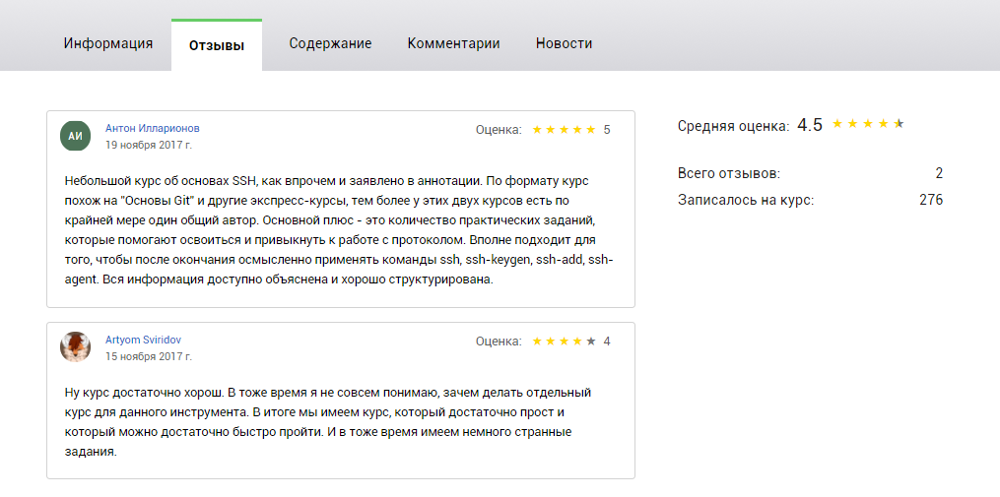 Информация Отзывы Содержание Комментарии Новости
АИ Антон Илларионов
19 ноября 2017 г.
Оценка: 5
Небольшой курс об основах SSH, как впрочем и заявлено в аннотации. По формату курс
похож на "Основы Git" и другие экспресс-курсы, тем более у этих двух курсов есть по
крайней мере один общий автор. Основной плюс - это количество практических заданий,
которые помогают освоиться и привыкнуть к работе с протоколом. Вполне подходит для
того, чтобы после окончания осмысленно применять команды ssh, ssh-keygen, ssh-add, ssh-
agent. Вся информация доступно объяснена и хорошо структурирована.
Artyom Sviridov
15 ноября 2017 г.
Оценка: 4
Ну курс достаточно хорош. В тоже время я не совсем понимаю, зачем делать отдельный
курс для данного инструмента. В итоге мы имеем курс, который достаточно прост и
который можно достаточно быстро пройти. И в тоже время имеем немного странные
задания.
Средняя оценка: 4.5
Всего отзывов: 2
Записалось на курс: 276